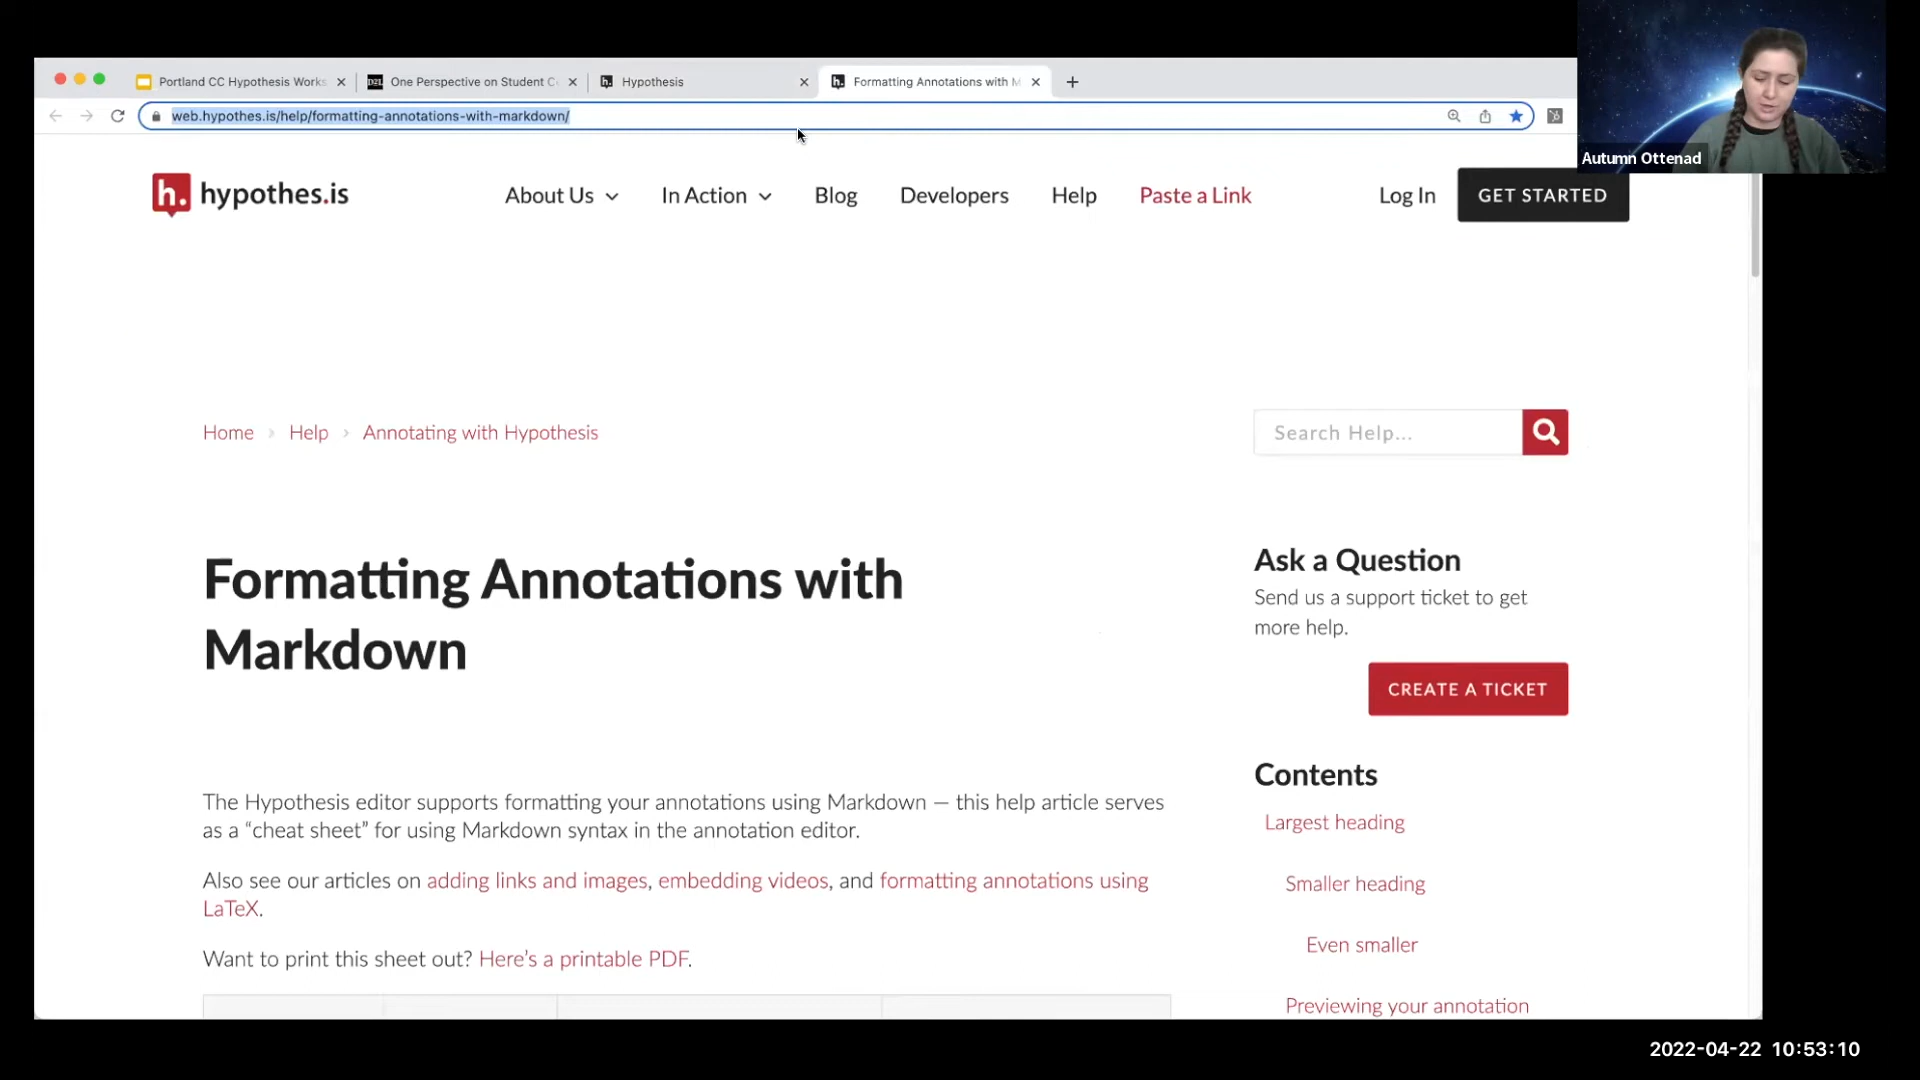 Portland CC Hypothesis Works
One Perspective on Student C
Hypothesis
Formatting Annotations with M
web.hypothes.is/help/formatting-annotations-with-markdown/
Autumn Ottenad
h. hypothes.is
About Us
In Action
Blog
Developers
Help
Paste a Link
Log In
GET STARTED
Home › Help › Annotating with Hypothesis
Search Help...
Formatting Annotations with
Markdown
The Hypothesis editor supports formatting your annotations using Markdown — this help article serves
as a “cheat sheet” for using Markdown syntax in the annotation editor.
Also see our articles on adding links and images, embedding videos, and formatting annotations using
LaTeX.
Want to print this sheet out? Here’s a printable PDF.
Ask a Question
Send us a support ticket to get
more help.
CREATE A TICKET
Contents
Largest heading
Smaller heading
Even smaller
Previewing your annotation
2022-04-22 10:53:10